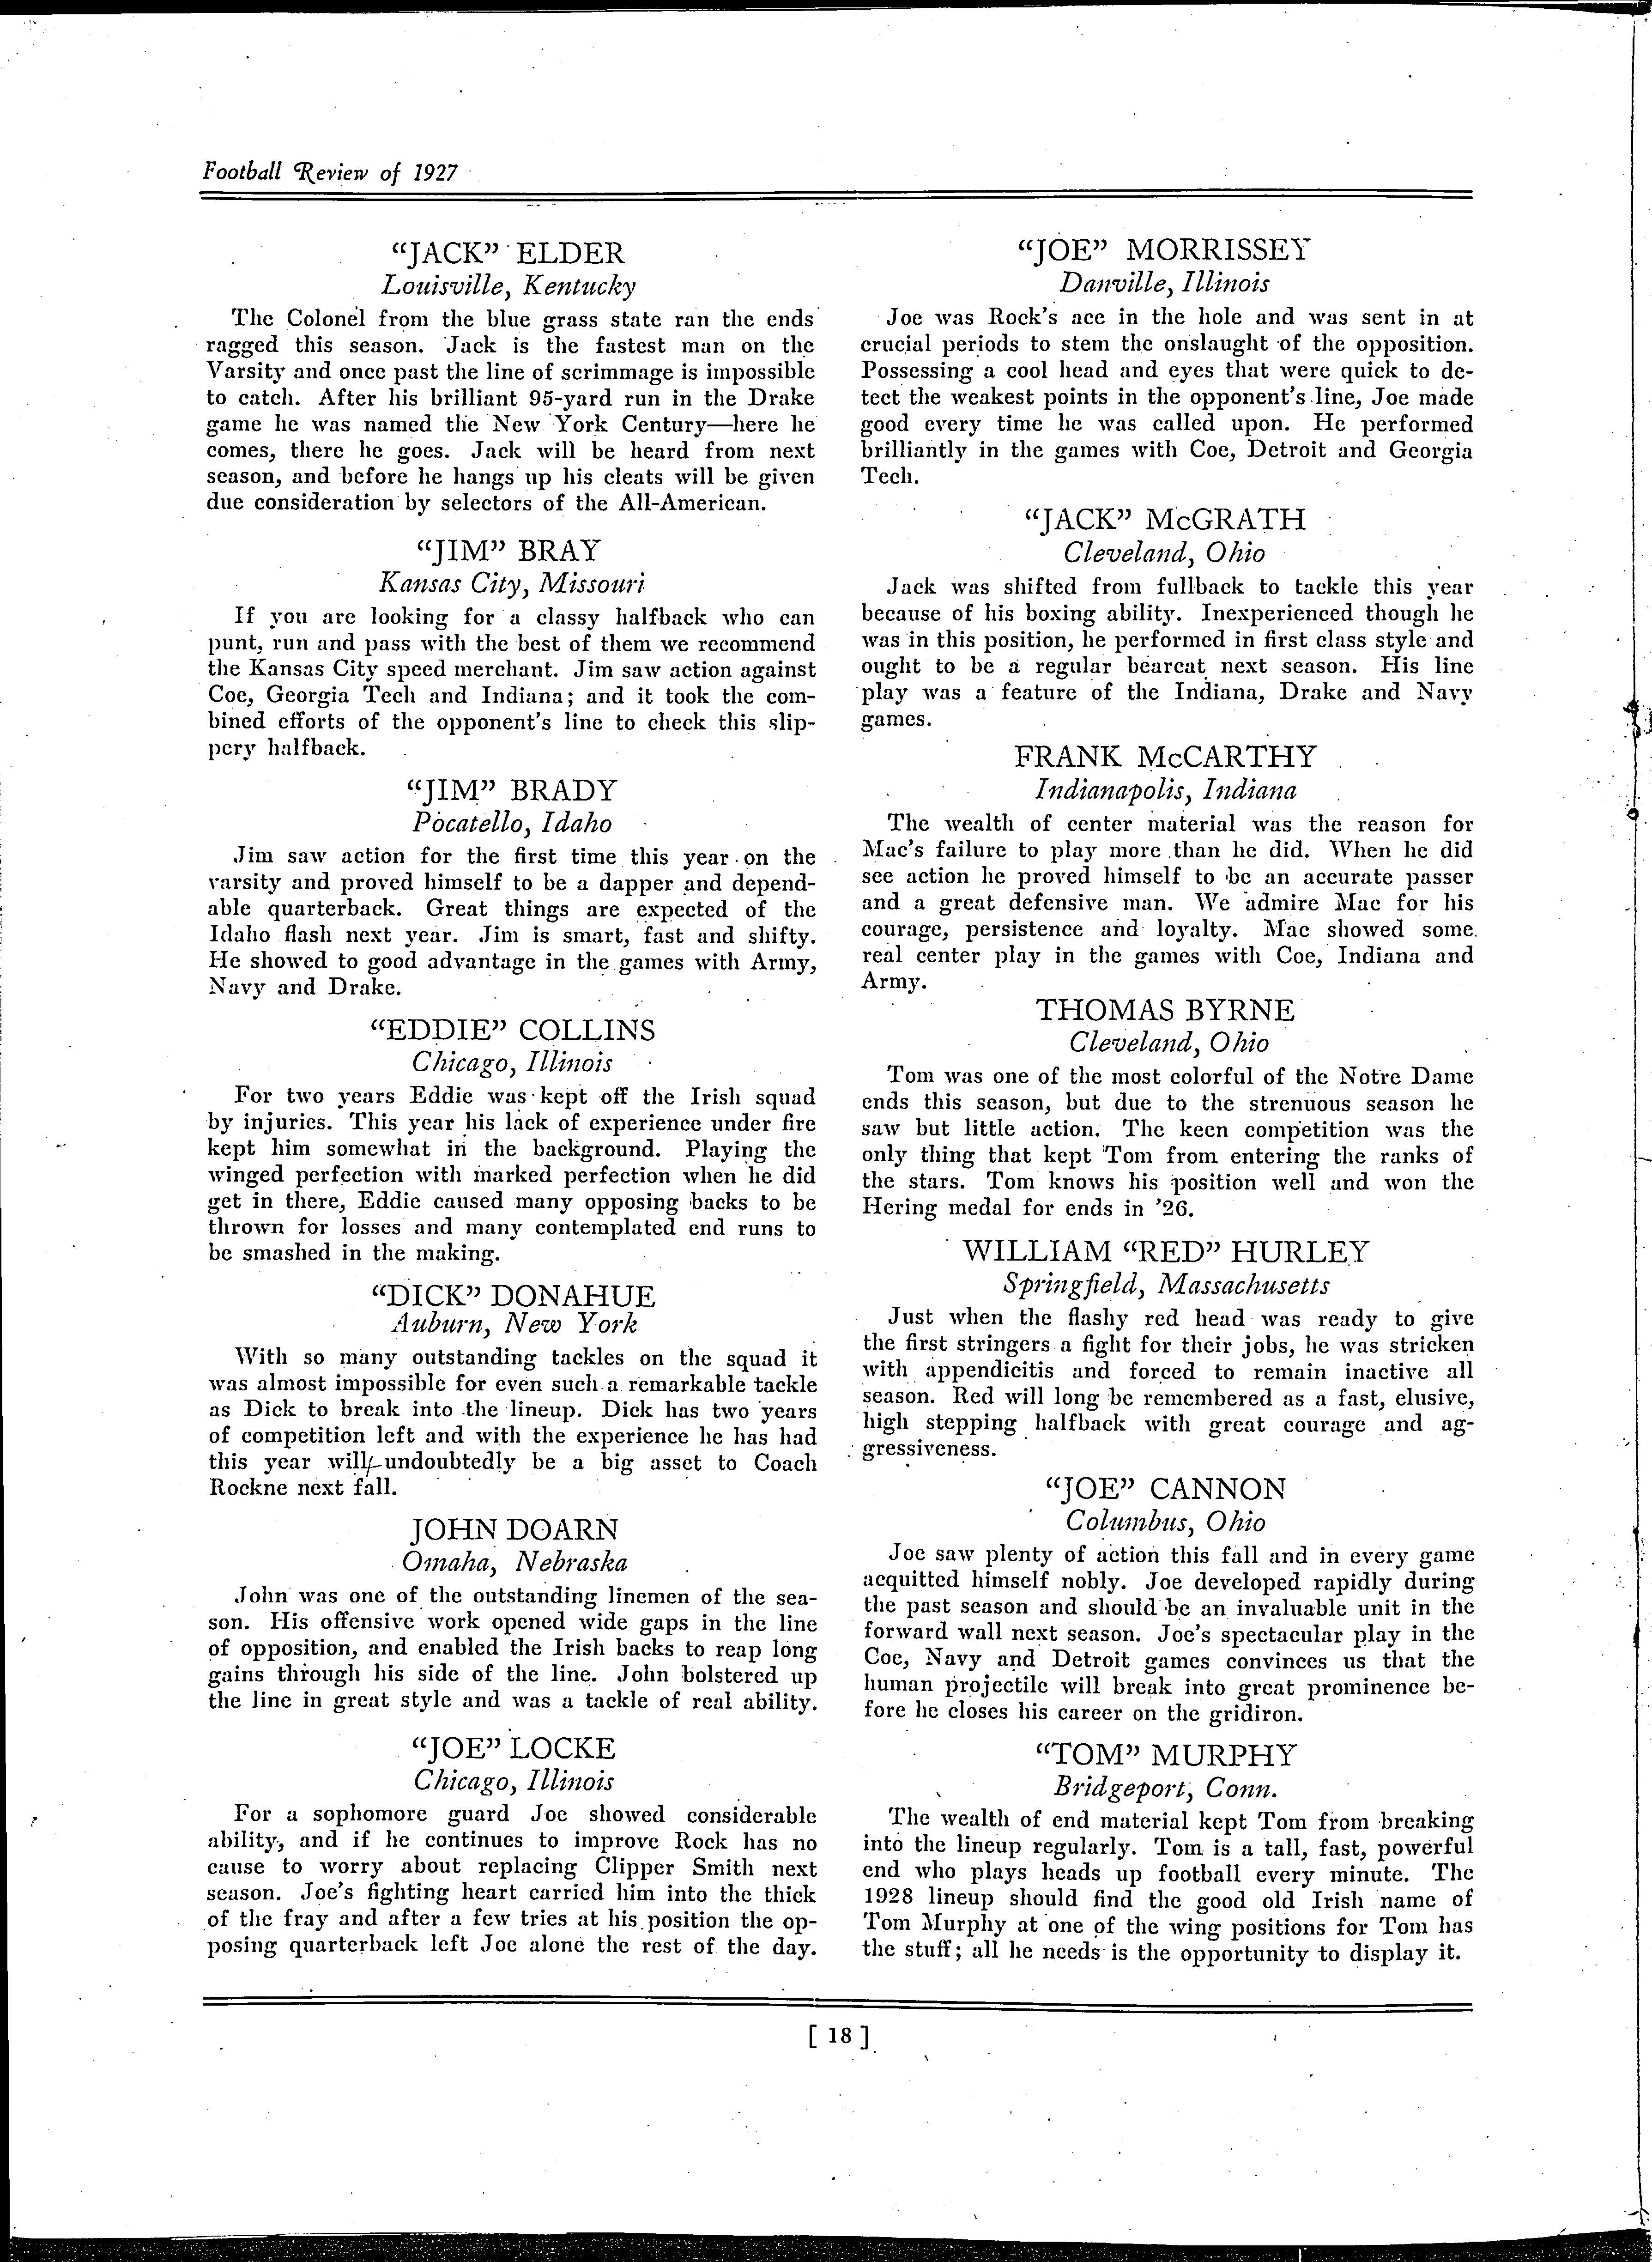 Football Review of 1927
"JACK" ELDER
Louisville, Kentucky
The Colonel from the blue grass state ran the ends
ragged this season. Jack is the fastest man on the
Varsity and once past the line of scrimmage is impossible
to catch. After his brilliant 95-yard run in the Drake
game he was named the New York Century—here he
comes, there he goes. Jack will be heard from next
season, and before he hangs up his cleats will be given
due consideration by selectors of the All-American.
"JIM" BRAY
Kansas City, Missouri
If you are looking for a classy halfback who can
punt, run and pass with the best of them we recommend
the Kansas City speed merchant. Jim saw action against
Coe, Georgia Tech and Indiana; and it took the com-
bined efforts of the opponent's line to check this slip-
pery halfback.
"JIM" BRADY
Pocatello, Idaho
Jim saw action for the first time this year on the
varsity and proved himself to be a dapper and depend-
able quarterback. Great things are expected of the
Idaho flash next year. Jim is smart, fast and shifty.
He showed to good advantage in the games with Army,
Navy and Drake.
"EDDIE" COLLINS
Chicago, Illinois
For two years Eddie was kept off the Irish squad
by injuries. This year his lack of experience under fire
kept him somewhat in the background. Playing the
winged perfection with marked perfection when he did
get in there, Eddie caused many opposing backs to be
thrown for losses and many contemplated end runs to
be smashed in the making.
"DICK" DONAHUE
Auburn, New York
With so many outstanding tackles on the squad it
was almost impossible for even such a remarkable tackle
as Dick to break into the lineup. Dick has two years
of competition left and with the experience he has had
this year will undoubtedly be a big asset to Coach
Rockne next fall.
JOHN DOARN
Omaha, Nebraska
John was one of the outstanding linemen of the sea-
son. His offensive work opened wide gaps in the line
of opposition, and enabled the Irish backs to reap long
gains through his side of the line. John bolstered up
the line in great style and was a tackle of real ability.
"JOE" LOCKE
Chicago, Illinois
For a sophomore guard Joe showed considerable
ability, and if he continues to improve Rock has no
cause to worry about replacing Clipper Smith next
season. Joe's fighting heart carried him into the thick
of the fray and after a few tries at his position the op-
posing quarterback left Joe alone the rest of the day.
"JOE" MORRISSEY
Danville, Illinois
Joe was Rock's ace in the hole and was sent in at
crucial periods to stem the onslaught of the opposition.
Possessing a cool head and eyes that were quick to de-
tect the weakest points in the opponent's line, Joe made
good every time he was called upon. He performed
brilliantly in the games with Coe, Detroit and Georgia
Tech.
"JACK" McGRATH
Cleveland, Ohio
Jack was shifted from fullback to tackle this year
because of his boxing ability. Inexperienced though he
was in this position, he performed in first class style and
ought to be a regular bearcat next season. His line
play was a feature of the Indiana, Drake and Navy
games.
FRANK McCARTHY
Indianapolis, Indiana
The wealth of center material was the reason for
Mac's failure to play more than he did. When he did
see action he proved himself to be an accurate passer
and a great defensive man. We admire Mac for his
courage, persistence and loyalty. Mac showed some
real center play in the games with Coe, Indiana and
Army.
THOMAS BYRNE
Cleveland, Ohio
Tom was one of the most colorful of the Notre Dame
ends this season, but due to the strenuous season he
saw but little action. The keen competition was the
only thing that kept Tom from entering the ranks of
the stars. Tom knows his position well and won the
Hering medal for ends in '26.
WILLIAM "RED" HURLEY
Springfield, Massachusetts
Just when the flashy red head was ready to give
the first stringers a fight for their jobs, he was stricken
with appendicitis and forced to remain inactive all
season. Red will long be remembered as a fast, elusive,
high stepping halfback with great courage and ag-
gressiveness.
"JOE" CANNON
Columbus, Ohio
Joe saw plenty of action this fall and in every game
acquitted himself nobly. Joe developed rapidly during
the past season and should be an invaluable unit in the
forward wall next season. Joe's spectacular play in the
Coe, Navy and Detroit games convinces us that the
human projectile will break into great prominence be-
fore he closes his career on the gridiron.
"TOM" MURPHY
Bridgeport, Conn.
The wealth of end material kept Tom from breaking
into the lineup regularly. Tom is a tall, fast, powerful
end who plays heads up football every minute. The
1928 lineup should find the good old Irish name of
Tom Murphy at one of the wing positions for Tom has
the stuff; all he needs is the opportunity to display it.
[ 18 ]